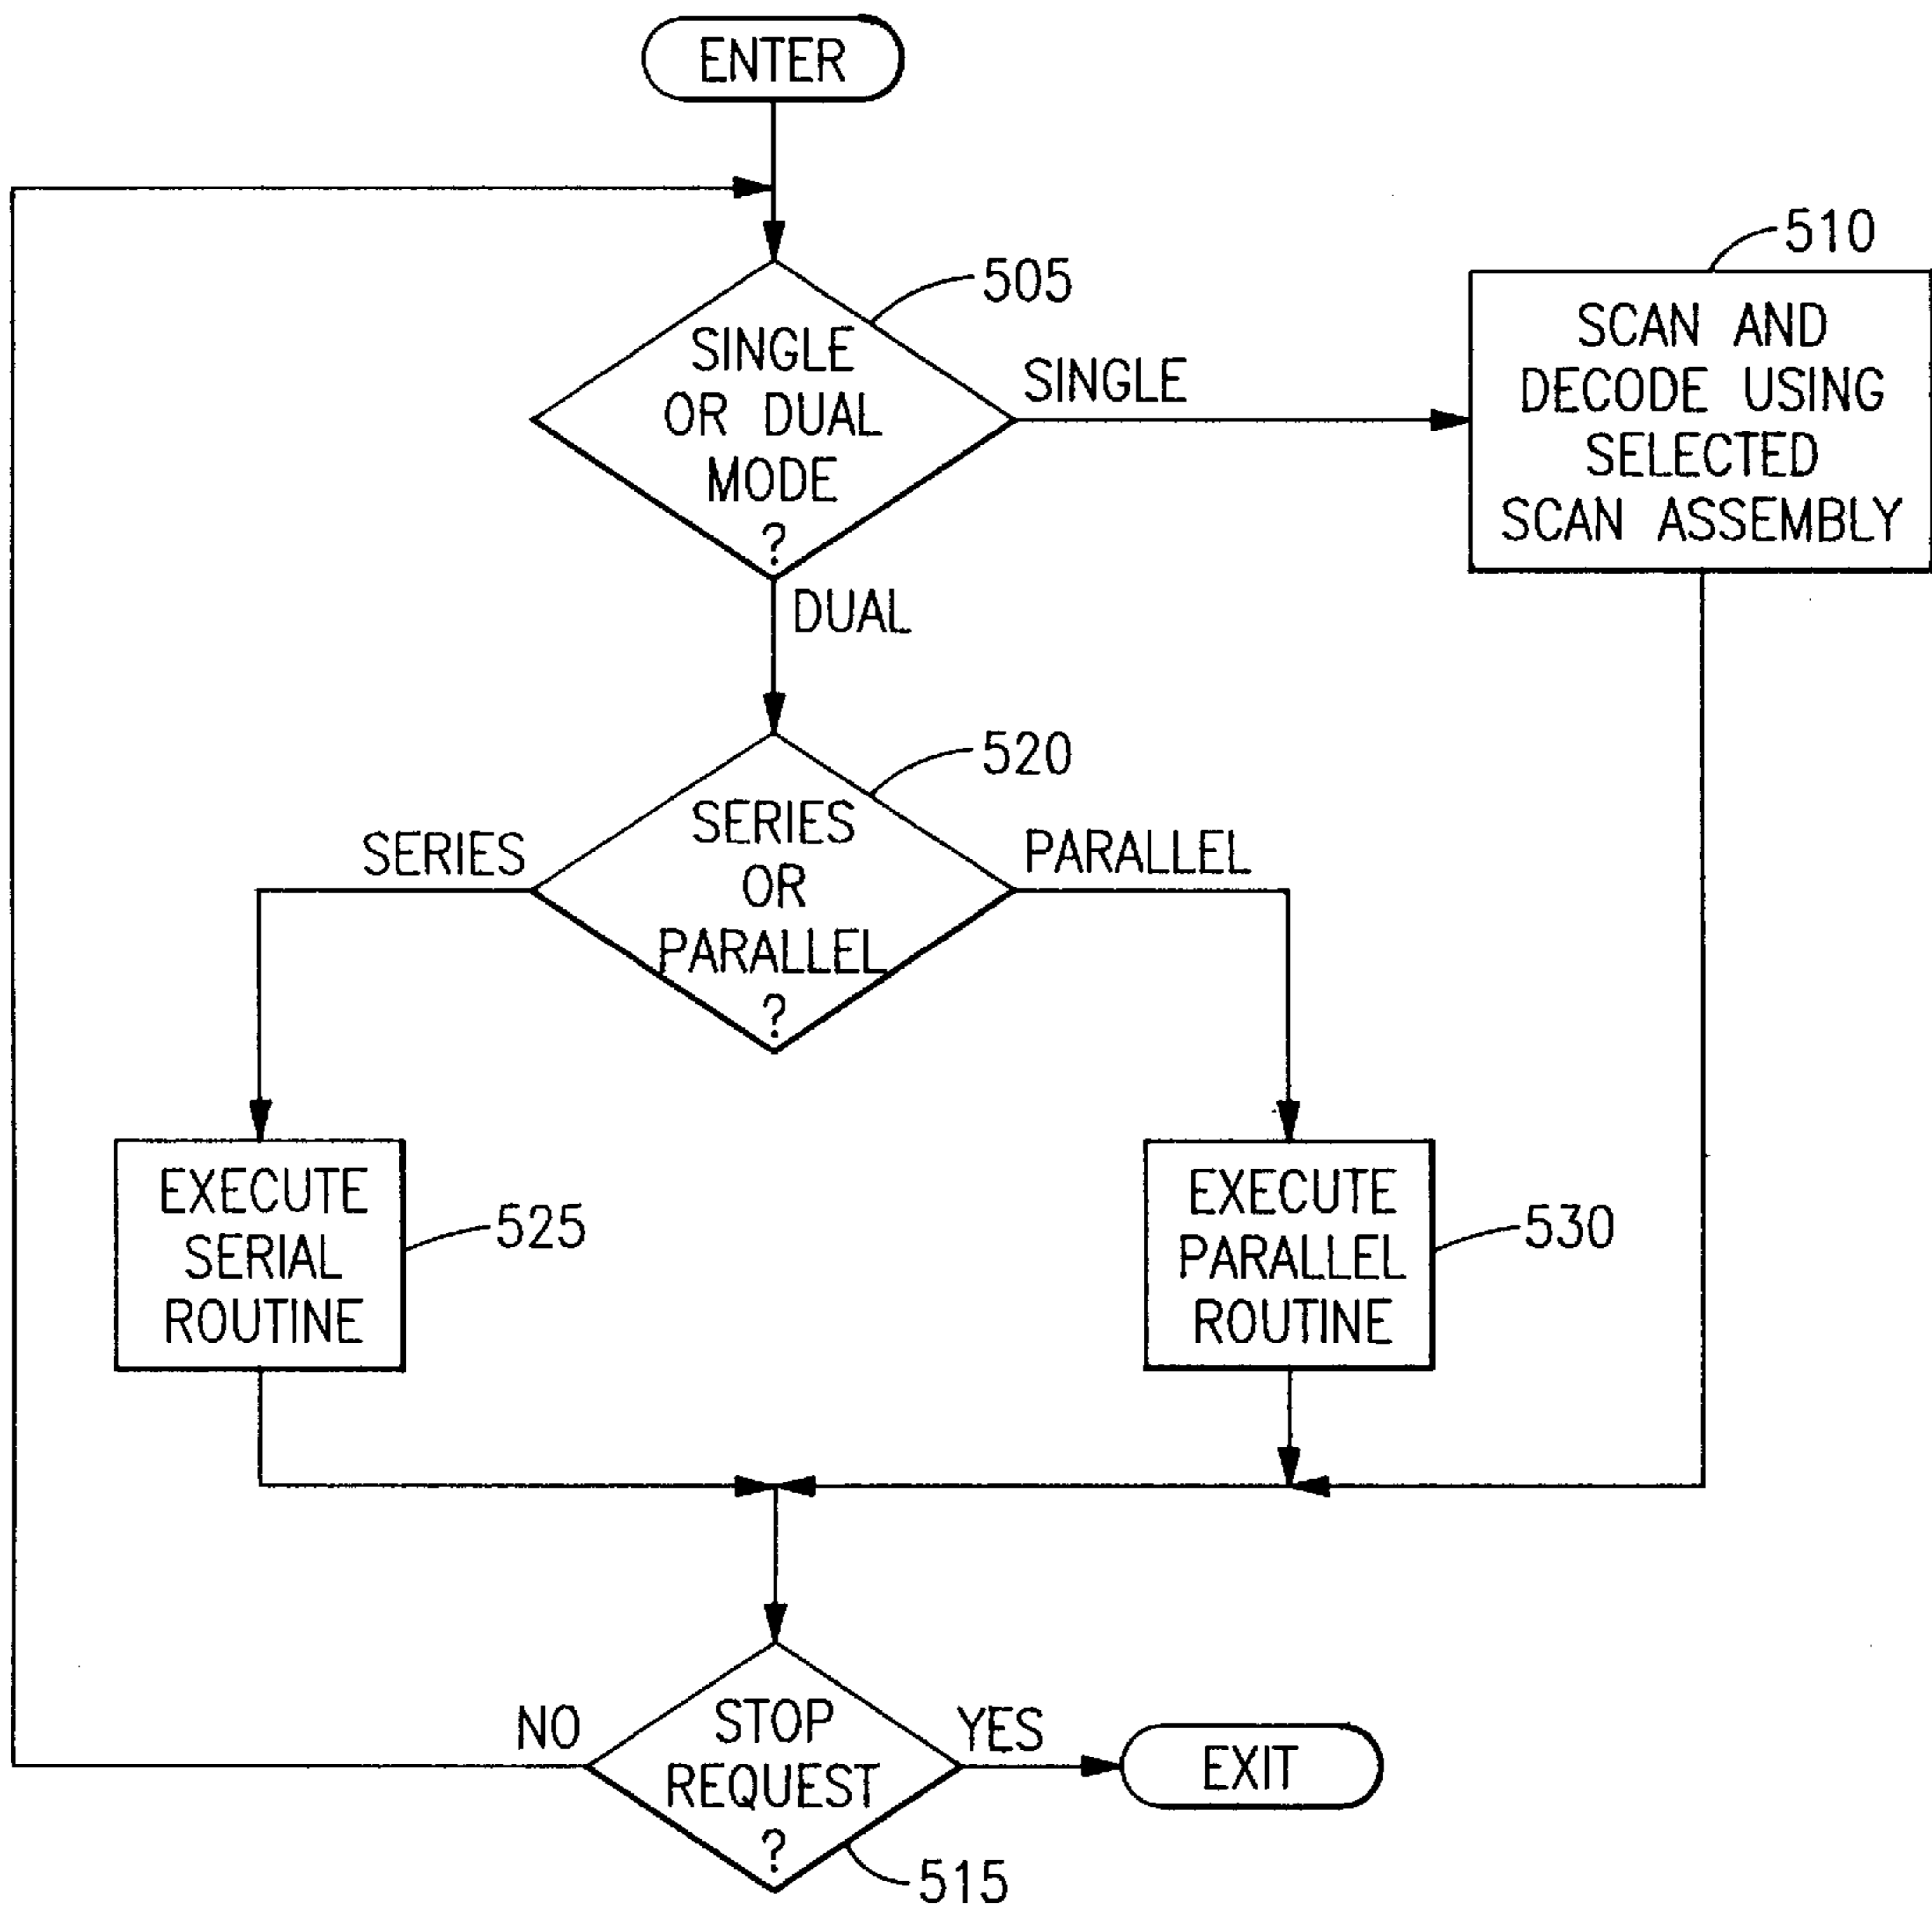 ENTER
505
SINGLE
OR DUAL
MODE
?
SINGLE
510
SCAN AND
DECODE USING
SELECTED
SCAN ASSEMBLY
DUAL
520
SERIES
OR
PARALLEL
?
SERIES
PARALLEL
EXECUTE
SERIAL
ROUTINE
525
EXECUTE
PARALLEL
ROUTINE
530
STOP
REQUEST
?
NO
YES
EXIT
515